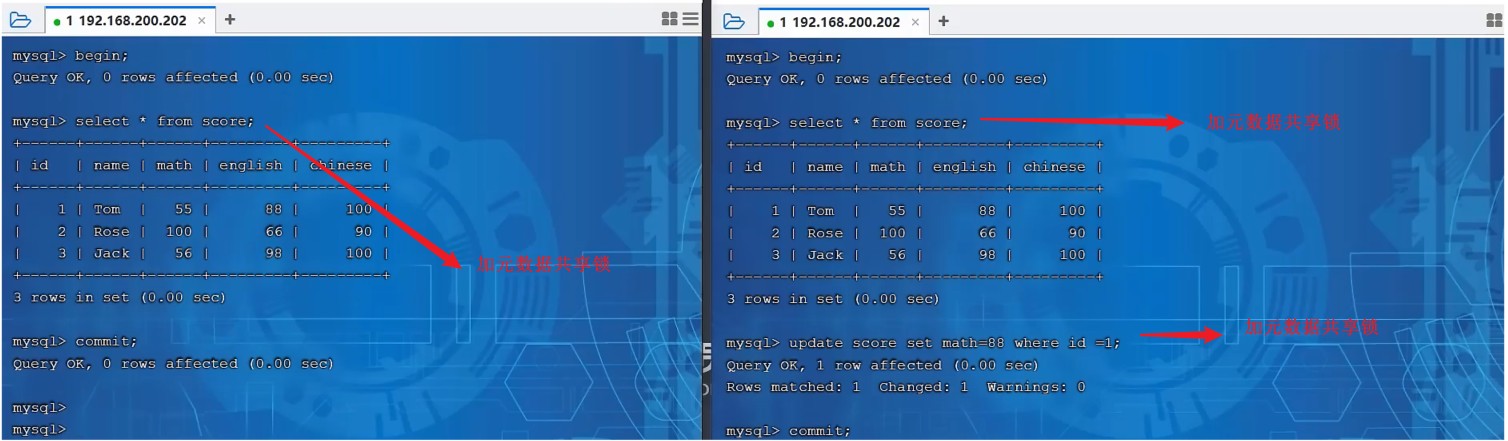 1 192.168.200.202 × +
mysql> begin;
Query OK, 0 rows affected (0.00 sec)
mysql> select * from score;
+------+------+------+---------+---------+
| id   | name | math | english | chinese |
+------+------+------+---------+---------+
|    1 | Tom  |   55 |      88 |     100 |
|    2 | Rose |  100 |      66 |      90 |
|    3 | Jack |   56 |      98 |     100 |
+------+------+------+---------+---------+
加元数据共享锁
3 rows in set (0.00 sec)
mysql> commit;
Query OK, 0 rows affected (0.00 sec)
mysql>
mysql>
1 192.168.200.202 × +
mysql> begin;
Query OK, 0 rows affected (0.00 sec)
mysql> select * from score;
加元数据共享锁
+------+------+------+---------+---------+
| id   | name | math | english | chinese |
+------+------+------+---------+---------+
|    1 | Tom  |   55 |      88 |     100 |
|    2 | Rose |  100 |      66 |      90 |
|    3 | Jack |   56 |      98 |     100 |
+------+------+------+---------+---------+
3 rows in set (0.00 sec)
加元数据共享锁
mysql> update score set math=88 where id =1;
Query OK, 1 row affected (0.00 sec)
Rows matched: 1  Changed: 1  Warnings: 0
mysql> commit;